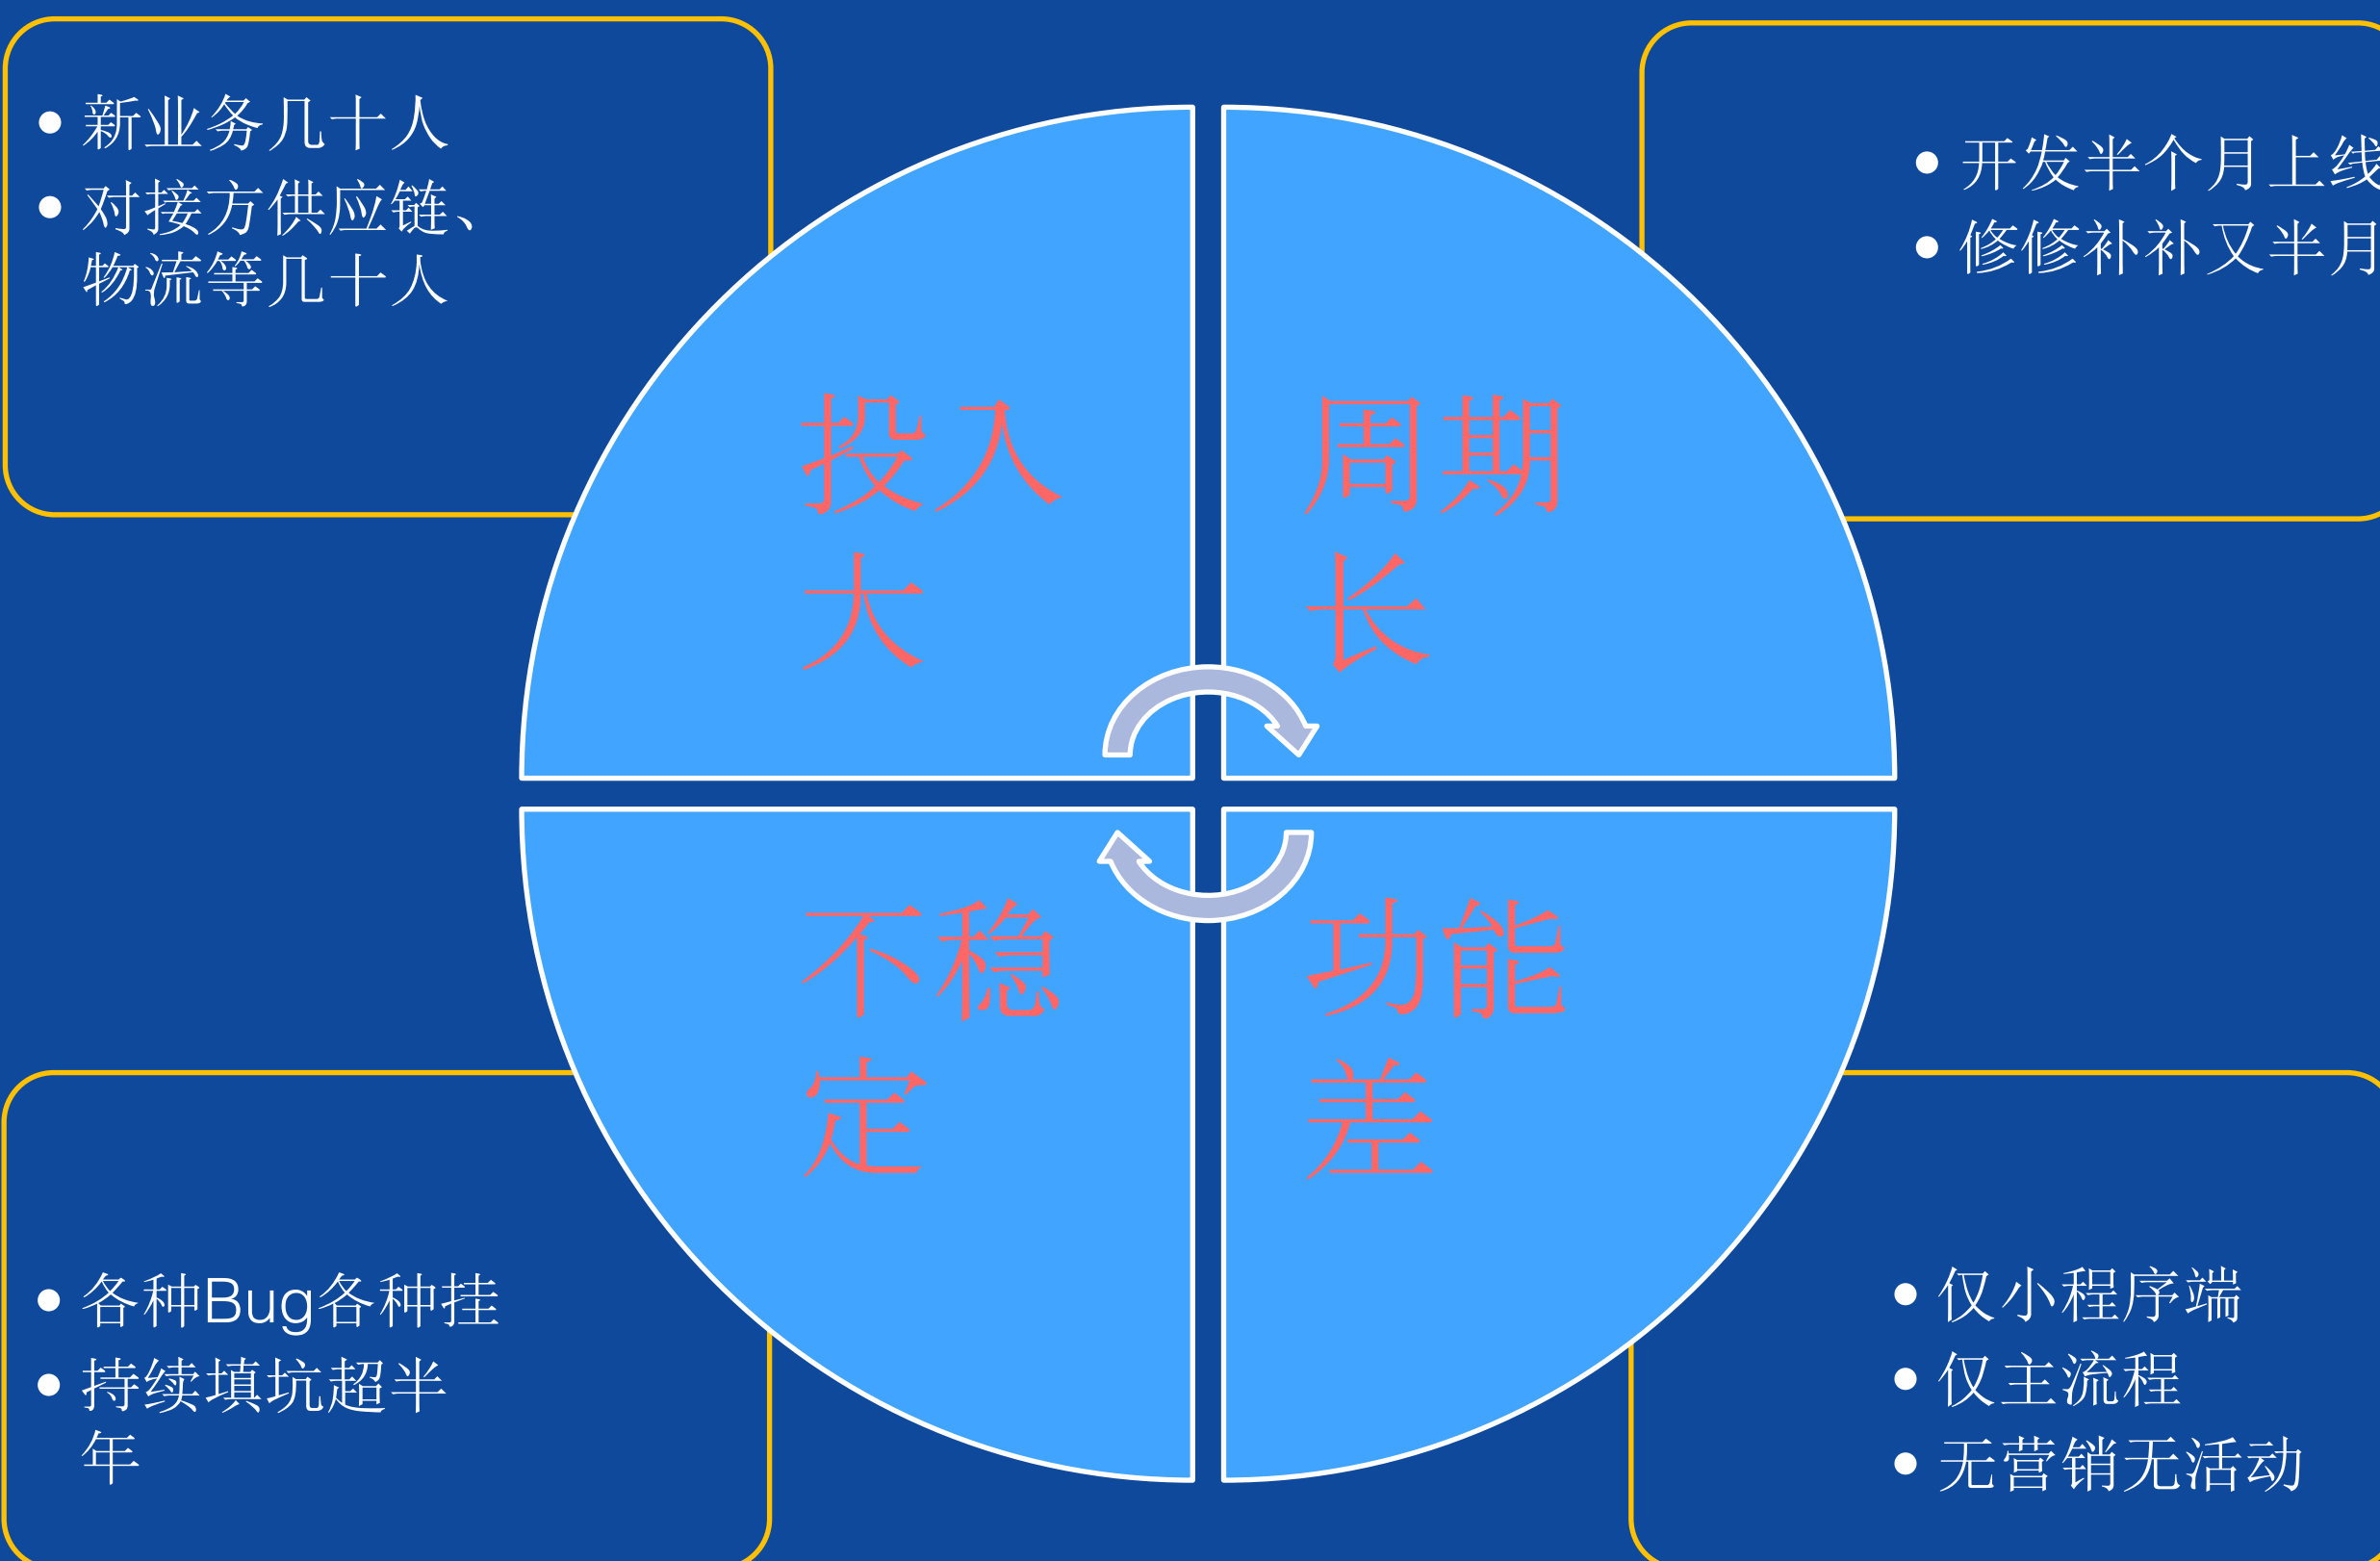 新业务几十人
对接方供应链、
物流等几十人
开发半个月上
修修补补又半
投入
大
周期
长
不稳
定
功能
差
各种Bug各种挂
持续填坑超半
年
仅小程序端
仅主流程
无营销无活动